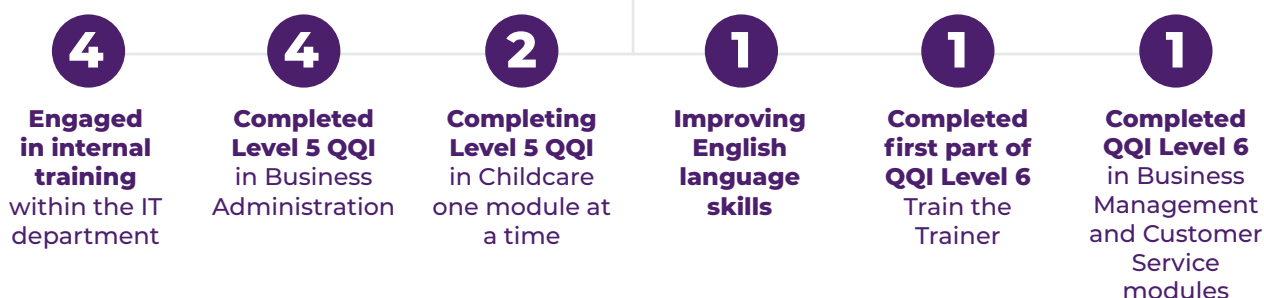 4
Engaged
in internal
training
within the IT
department
4
Completed
Level 5 QQI
in Business
Administration
2
Completing
Level 5 QQI
in Childcare
one module at
a time
1
Improving
English
language
skills
1
Completed
first part of
QQI Level 6
Train the
Trainer
1
Completed
QQI Level 6
in Business
Management
and Customer
Service
modules